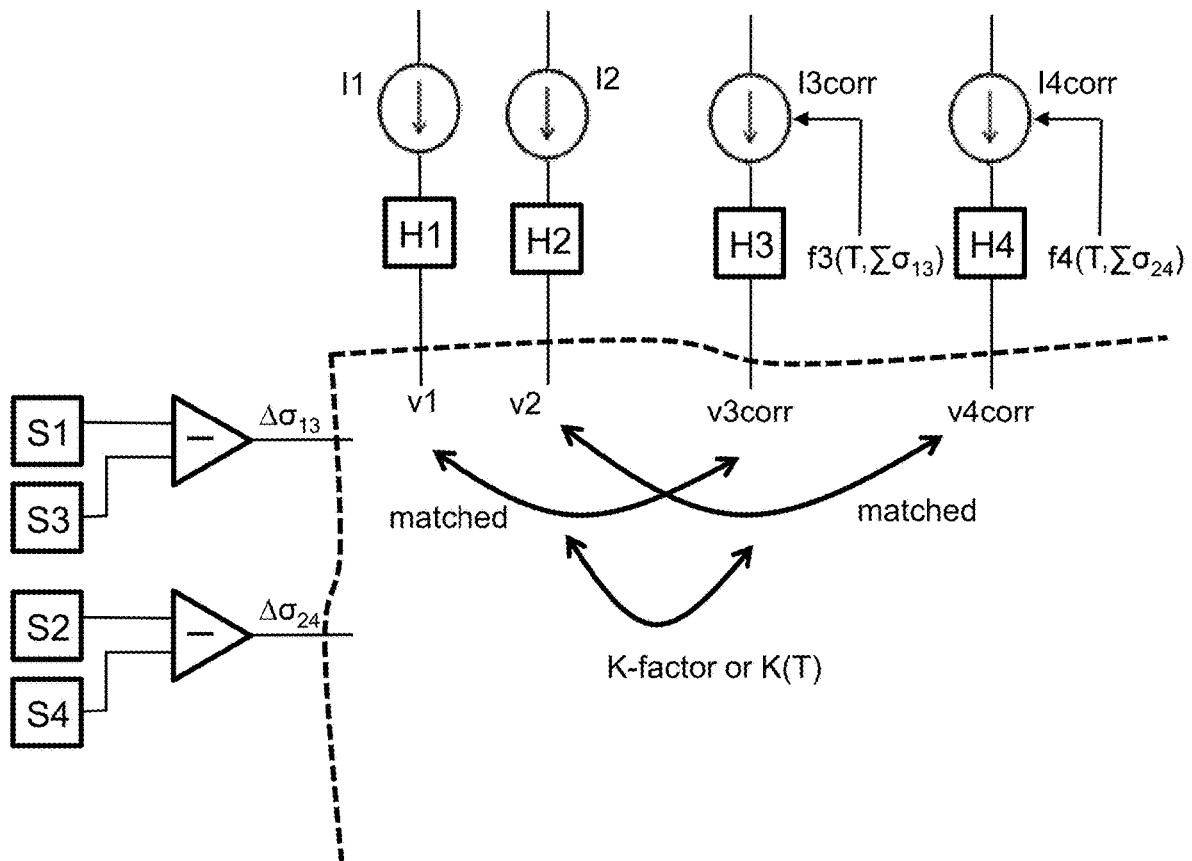 I1
I2
I3corr
I4corr
H1
H2
H3
H4
f3(T,∑σ₁₃)
f4(T,∑σ₂₄)
v1
v2
v3corr
v4corr
S1
S3
−
Δσ₁₃
matched
matched
S2
S4
−
Δσ₂₄
K-factor or K(T)